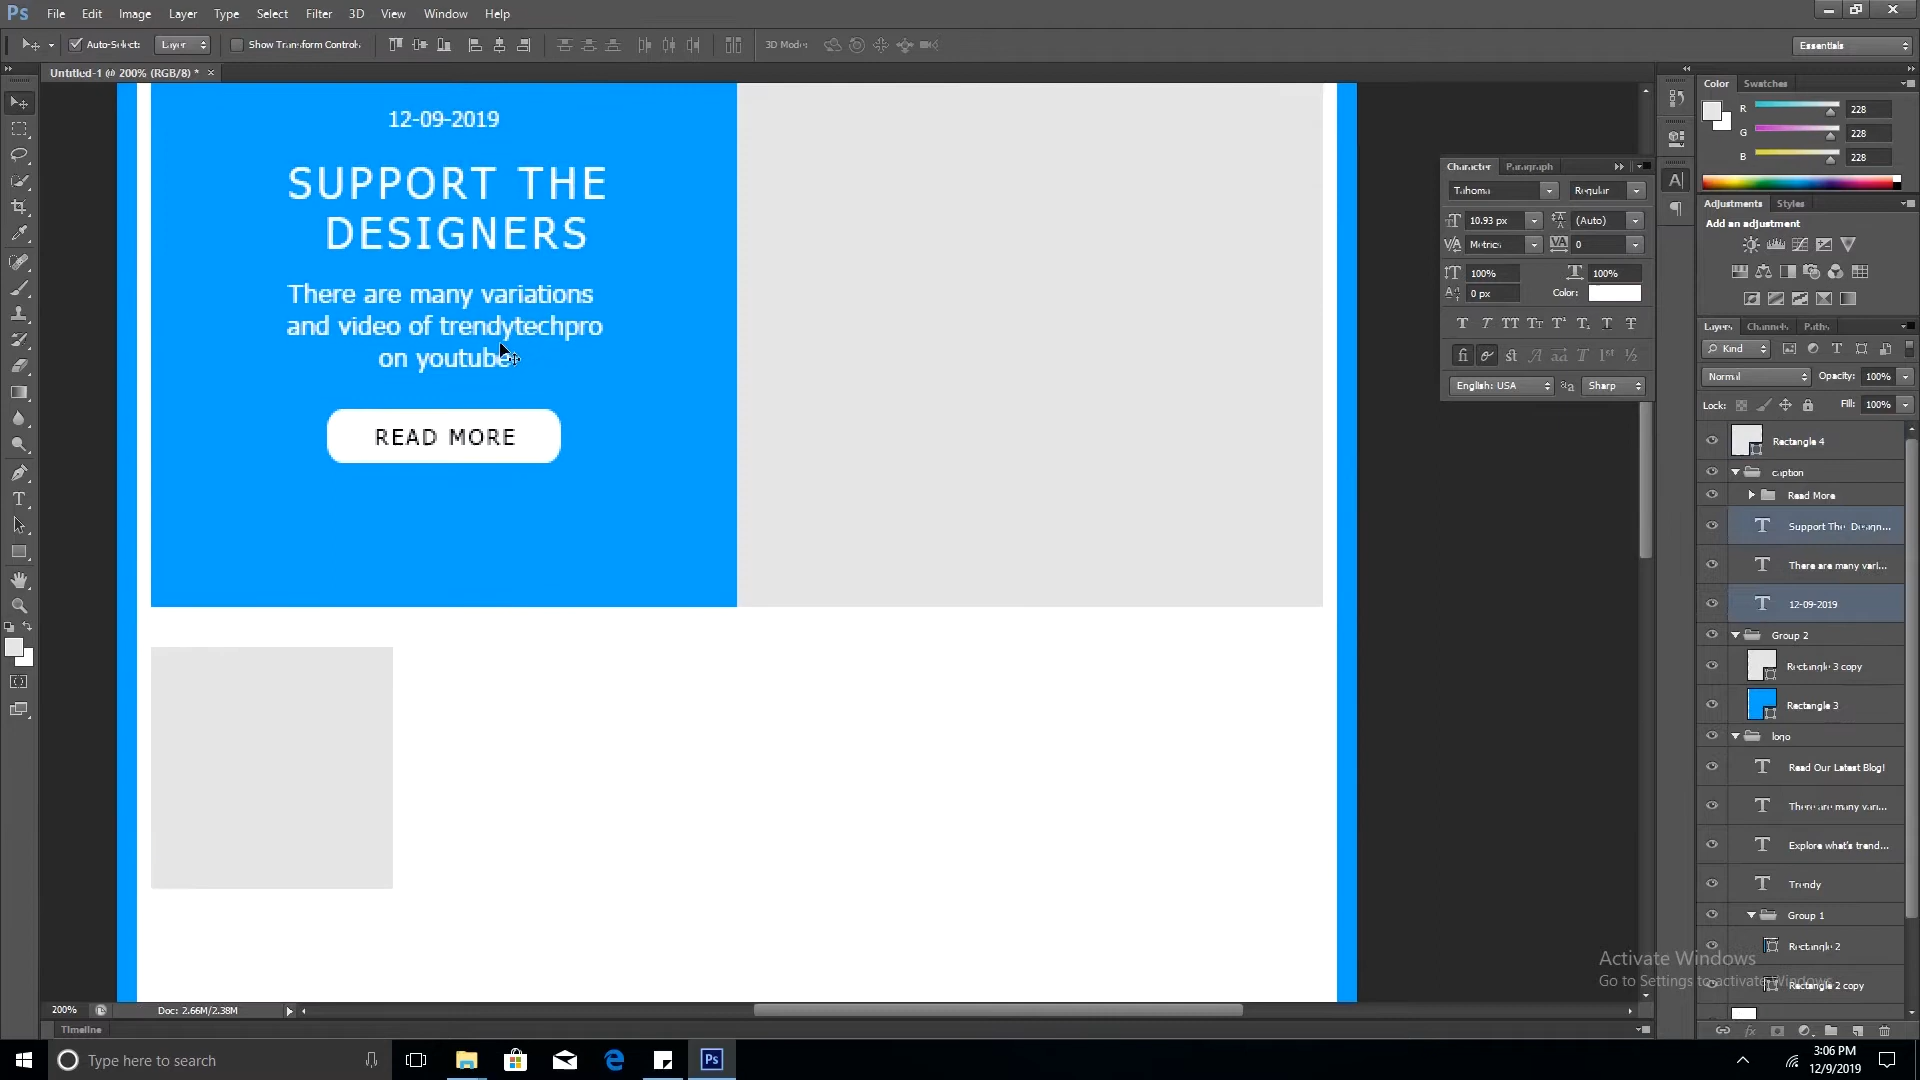 Ps File Edit Image Layer Type Select Filter 3D View Window Help
Auto-Select: Layer Show Transform Controls 3D Mode: Essentials
Untitled-1 @ 200% (RGB/8) * ×
12-09-2019
SUPPORT THE
DESIGNERS
There are many variations
and video of trendytechpro
on youtube
READ MORE
Character Paragraph
Tahoma Regular
10.93 px (Auto)
Metrics 0
100% 100%
0 px Color:
English: USA Sharp
Color Swatches
R 228
G 228
B 228
Adjustments Styles
Add an adjustment
Layers Channels Paths
Kind
Normal Opacity: 100%
Lock: Fill: 100%
Rectangle 4
caption
Read More
Support The Design...
There are many vari...
12-09-2019
Group 2
Rectangle 3 copy
Rectangle 3
logo
Read Our Latest Blog!
There are many vari...
Explore what's trend...
Trendy
Group 1
Rectangle 2
Rectangle 2 copy
Activate Windows
Go to Settings to activate Windows.
200% Doc: 2.66M/2.38M
Timeline
Type here to search
Ps
3:06 PM
12/9/2019